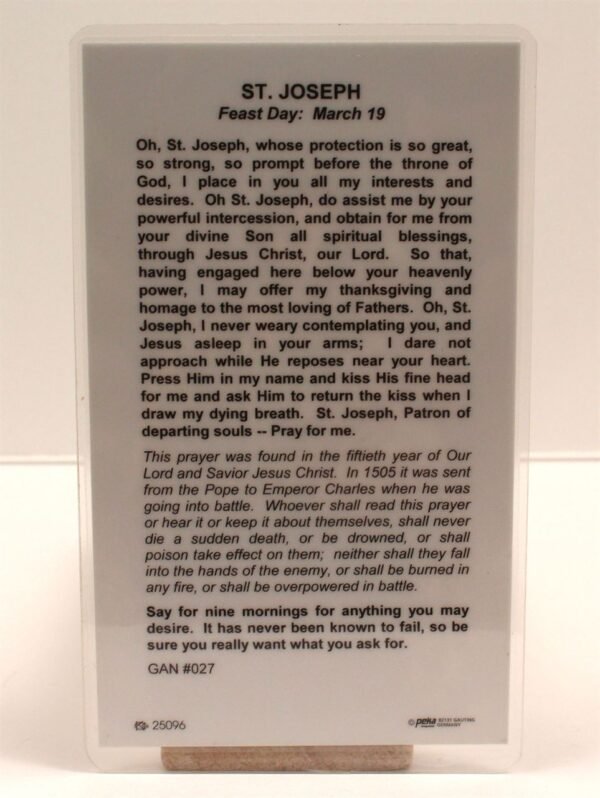 ST. JOSEPH
Feast Day: March 19
Oh, St. Joseph, whose protection is so great,
so strong, so prompt before the throne of
God, I place in you all my interests and
desires. Oh St. Joseph, do assist me by your
powerful intercession, and obtain for me from
your divine Son all spiritual blessings,
through Jesus Christ, our Lord. So that,
having engaged here below your heavenly
power, I may offer my thanksgiving and
homage to the most loving of Fathers. Oh, St.
Joseph, I never weary contemplating you, and
Jesus asleep in your arms; I dare not
approach while He reposes near your heart.
Press Him in my name and kiss His fine head
for me and ask Him to return the kiss when I
draw my dying breath. St. Joseph, Patron of
departing souls -- Pray for me.
This prayer was found in the fiftieth year of Our
Lord and Savior Jesus Christ. In 1505 it was sent
from the Pope to Emperor Charles when he was
going into battle. Whoever shall read this prayer
or hear it or keep it about themselves, shall never
die a sudden death, or be drowned, or shall
poison take effect on them; neither shall they fall
into the hands of the enemy, or shall be burned in
any fire, or shall be overpowered in battle.
Say for nine mornings for anything you may
desire. It has never been known to fail, so be
sure you really want what you ask for.
GAN #027
25096
© peka 82131 GAUTING
GERMANY